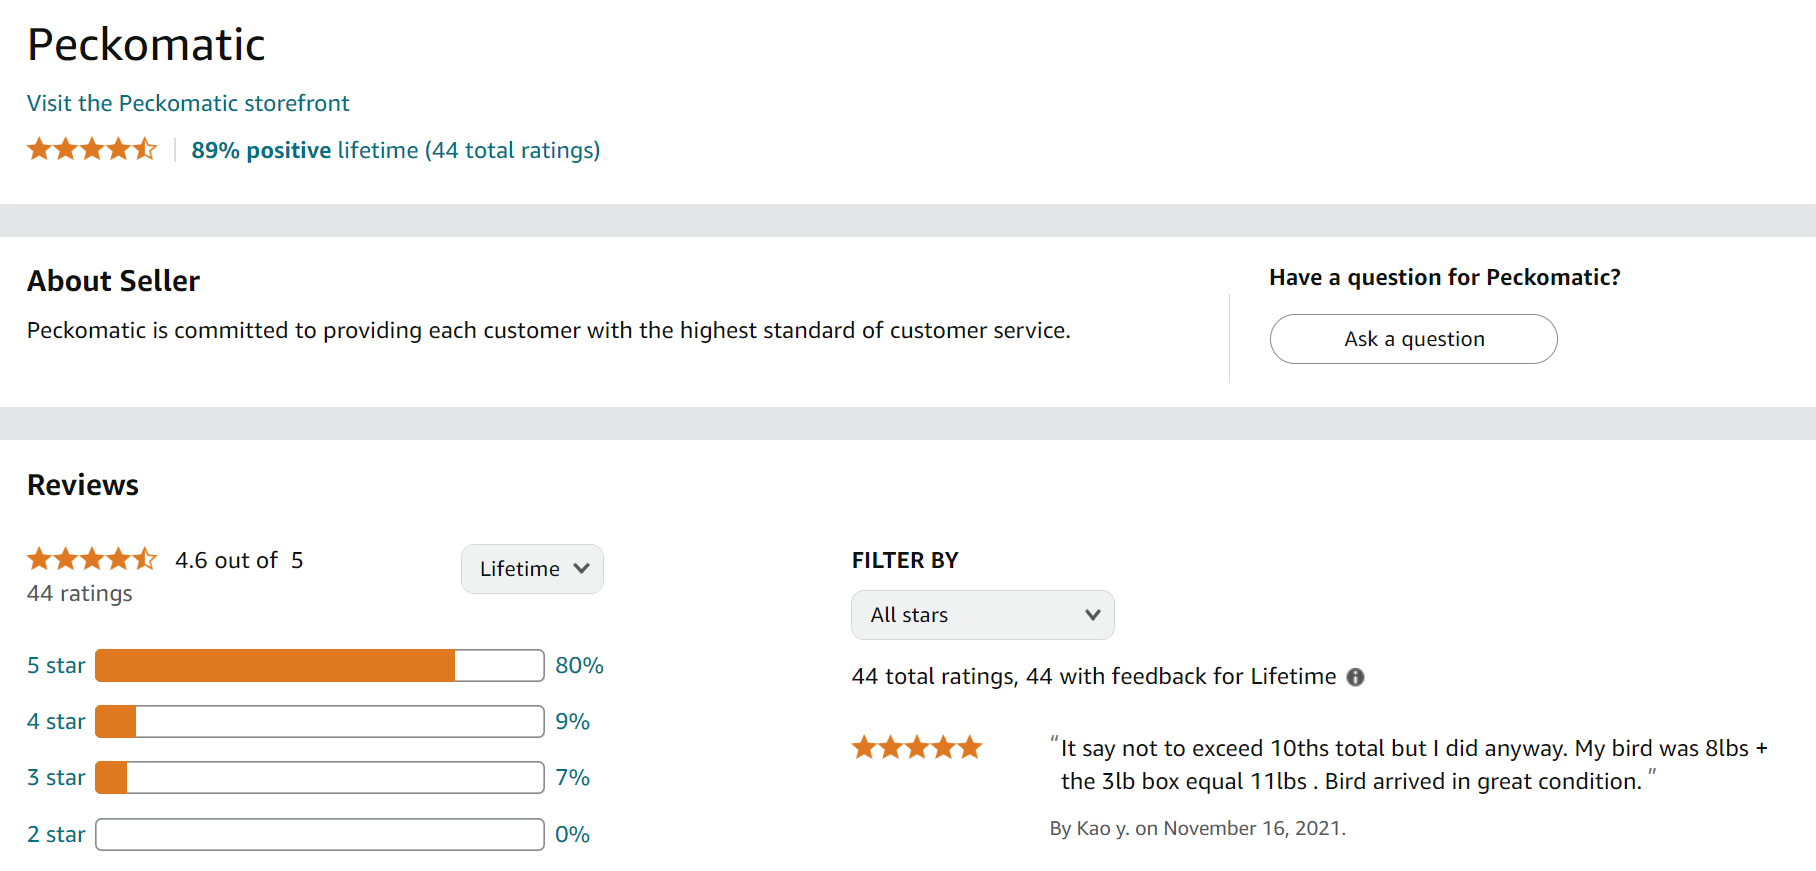 Peckomatic
Visit the Peckomatic storefront
89% positive lifetime (44 total ratings)
About Seller
Peckomatic is committed to providing each customer with the highest standard of customer service.
Have a question for Peckomatic?
Ask a question
Reviews
4.6 out of 5
44 ratings
Lifetime
5 star 80%
4 star 9%
3 star 7%
2 star 0%
FILTER BY
All stars
44 total ratings, 44 with feedback for Lifetime
“It say not to exceed 10ths total but I did anyway. My bird was 8lbs +
the 3lb box equal 11lbs . Bird arrived in great condition. ”
By Kao y. on November 16, 2021.